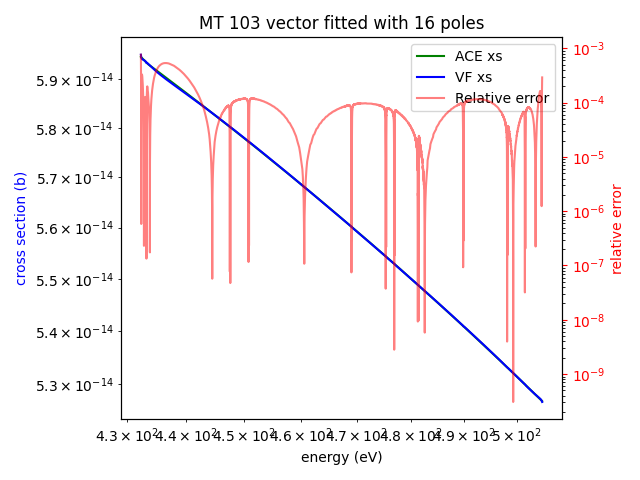 MT 103 vector fitted with 16 poles
ACE xs
VF xs
Relative error
cross section (b)
5.9 × 10⁻¹⁴
5.8 × 10⁻¹⁴
5.7 × 10⁻¹⁴
5.6 × 10⁻¹⁴
5.5 × 10⁻¹⁴
5.4 × 10⁻¹⁴
5.3 × 10⁻¹⁴
10⁻³
10⁻⁴
10⁻⁵
10⁻⁶
10⁻⁷
10⁻⁸
10⁻⁹
relative error
4.3 × 10² 4.4 × 10² 4.5 × 10² 4.6 × 10² 4.7 × 10² 4.8 × 10² 4.9 × 10² 5 × 10²
energy (eV)